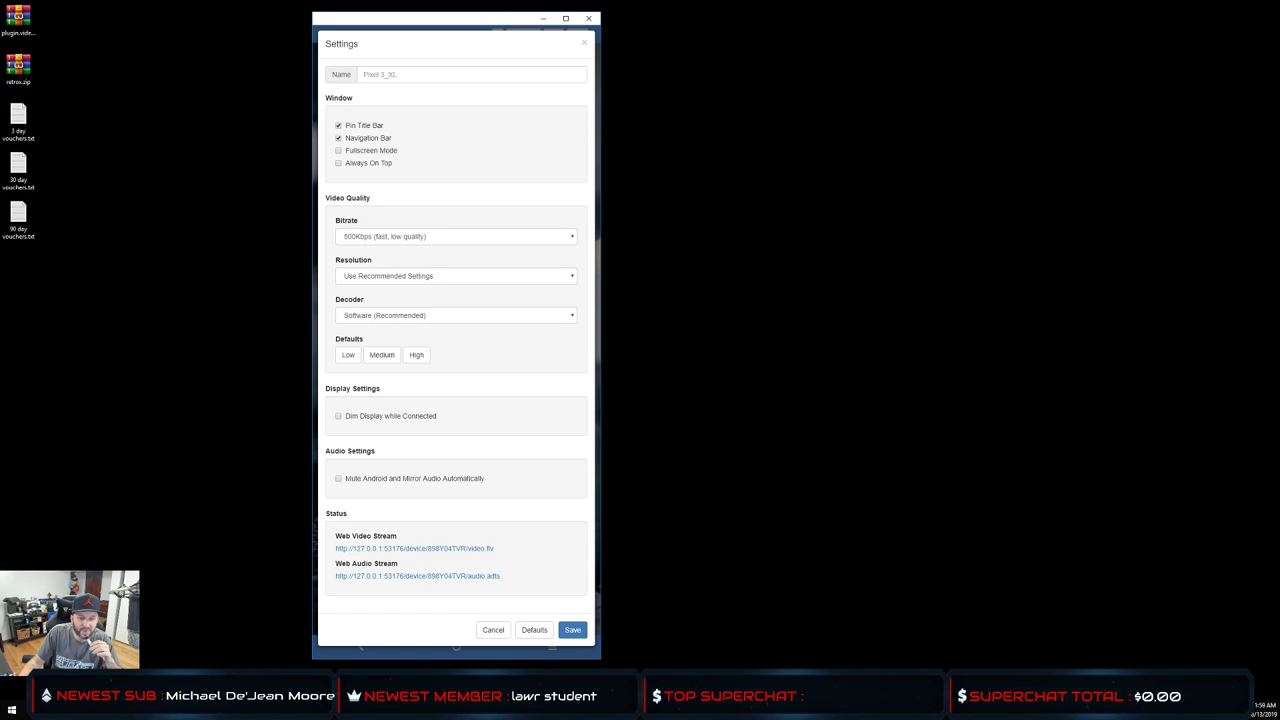 plugin.vide...
retrox.zip
3 day
vouchers.txt
30 day
vouchers.txt
90 day
vouchers.txt
Settings
×
Name
Pixel 3_XL
Window
Pin Title Bar
Navigation Bar
Fullscreen Mode
Always On Top
Video Quality
Bitrate
500Kbps (fast, low quality)
Resolution
Use Recommended Settings
Decoder
Software (Recommended)
Defaults
Low Medium High
Display Settings
Dim Display while Connected
Audio Settings
Mute Android and Mirror Audio Automatically
Status
Web Video Stream
http://127.0.0.1:53176/device/898Y04TVR/video.flv
Web Audio Stream
http://127.0.0.1:53176/device/898Y04TVR/audio.adts
Cancel Defaults Save
NEWEST SUB : Michael De'Jean Moore
NEWEST MEMBER : lawr student
$ TOP SUPERCHAT :
$ SUPERCHAT TOTAL : $0.00
1:59 AM